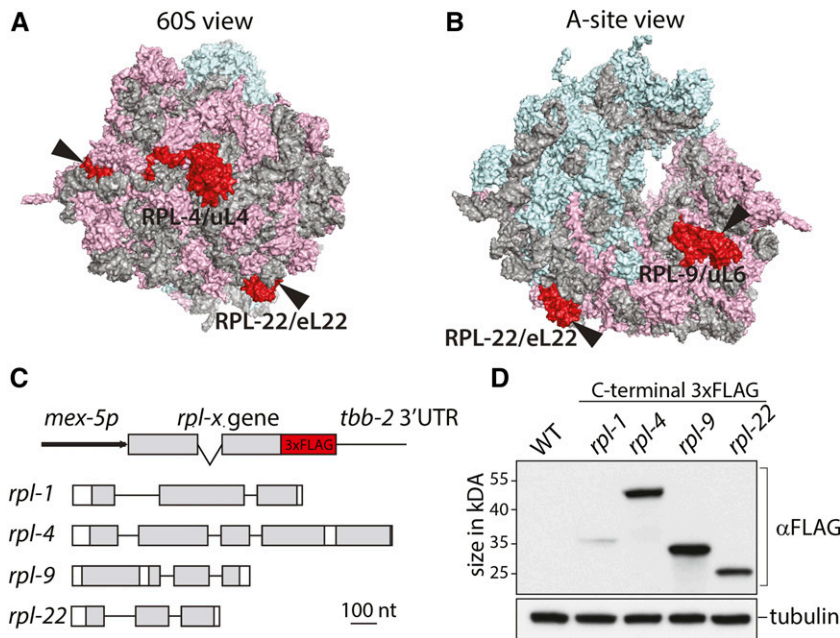 A
60S view
RPL-4/uL4
RPL-22/eL22
B
A-site view
RPL-9/uL6
RPL-22/eL22
C
mex-5p rpl-x gene tbb-2 3'UTR
3xFLAG
rpl-1
rpl-4
rpl-9
rpl-22
100 nt
D
C-terminal 3xFLAG
WT rpl-1 rpl-4 rpl-9 rpl-22
size in kDA
55
40
35
25
αFLAG
tubulin